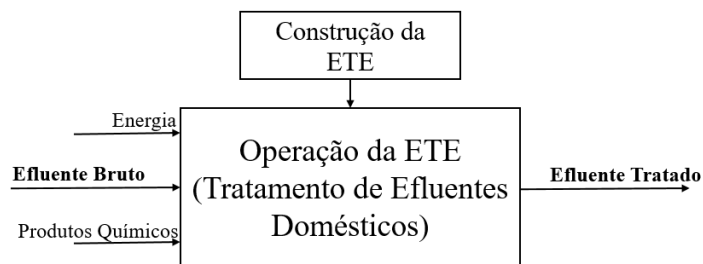 Construção da
ETE
Energia
Efluente Bruto
Produtos Químicos
Operação da ETE
(Tratamento de Efluentes
Domésticos)
Efluente Tratado